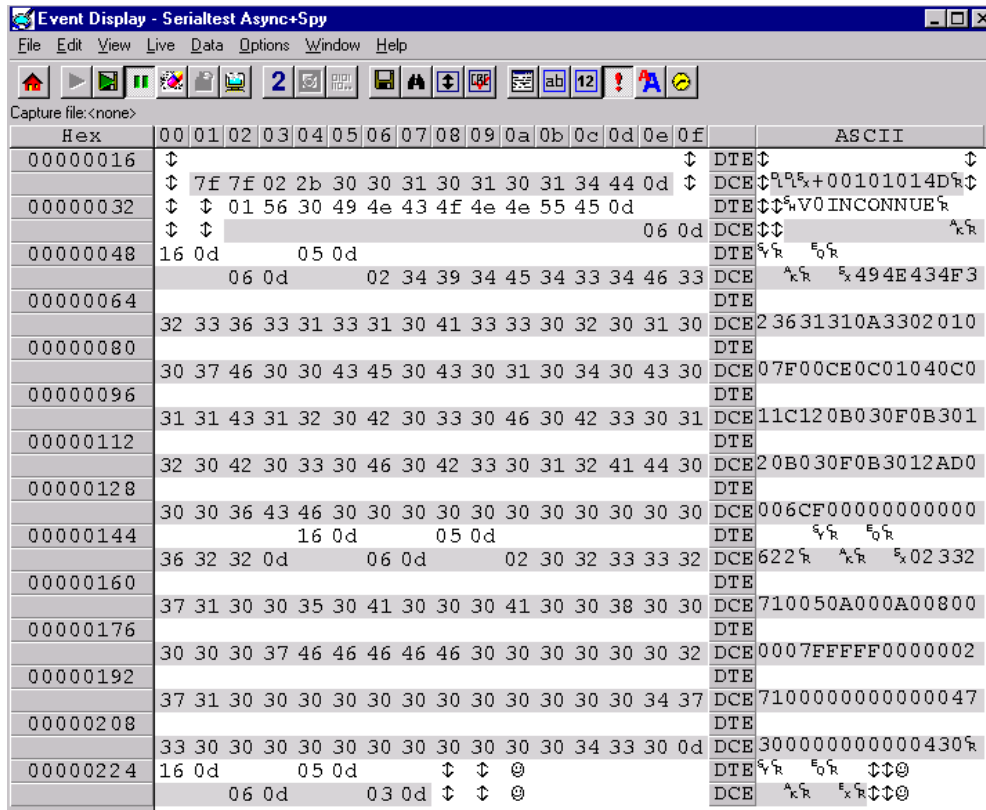 Event Display - Serialtest Async+Spy
File Edit View Live Data Options Window Help
2 CRC ab 12 ! A
Capture file:<none>
Hex 00 01 02 03 04 05 06 07 08 09 0a 0b 0c 0d 0e 0f ASCII
00000016 ↕ ↕ DTE ↕ ↕
↕ 7f 7f 02 2b 30 30 31 30 31 30 31 34 44 0d ↕ DCE ↕␡␡␂+00101014D␍↕
00000032 ↕ ↕ 01 56 30 49 4e 43 4f 4e 4e 55 45 0d DTE ↕↕␁V0INCONNUE␍
↕ ↕ 06 0d DCE ↕↕ ␆␍
00000048 16 0d 05 0d DTE ␖␍ ␅␍
06 0d 02 34 39 34 45 34 33 34 46 33 DCE ␆␍ ␂494E434F3
00000064 DTE
32 33 36 33 31 33 31 30 41 33 33 30 32 30 31 30 DCE 23631310A3302010
00000080 DTE
30 37 46 30 30 43 45 30 43 30 31 30 34 30 43 30 DCE 07F00CE0C01040C0
00000096 DTE
31 31 43 31 32 30 42 30 33 30 46 30 42 33 30 31 DCE 11C120B030F0B301
00000112 DTE
32 30 42 30 33 30 46 30 42 33 30 31 32 41 44 30 DCE 20B030F0B3012AD0
00000128 DTE
30 30 36 43 46 30 30 30 30 30 30 30 30 30 30 30 DCE 006CF00000000000
00000144 16 0d 05 0d DTE ␖␍ ␅␍
36 32 32 0d 06 0d 02 30 32 33 33 32 DCE 622␍ ␆␍ ␂02332
00000160 DTE
37 31 30 30 35 30 41 30 30 30 41 30 30 38 30 30 DCE 710050A000A00800
00000176 DTE
30 30 30 37 46 46 46 46 46 30 30 30 30 30 30 32 DCE 0007FFFFF0000002
00000192 DTE
37 31 30 30 30 30 30 30 30 30 30 30 30 30 34 37 DCE 7100000000000047
00000208 DTE
33 30 30 30 30 30 30 30 30 30 30 30 34 33 30 0d DCE 300000000000430␍
00000224 16 0d 05 0d ↕ ↕ ☺ DTE ␖␍ ␅␍ ↕↕☺
06 0d 03 0d ↕ ↕ ☺ DCE ␆␍ ␃␍↕↕☺